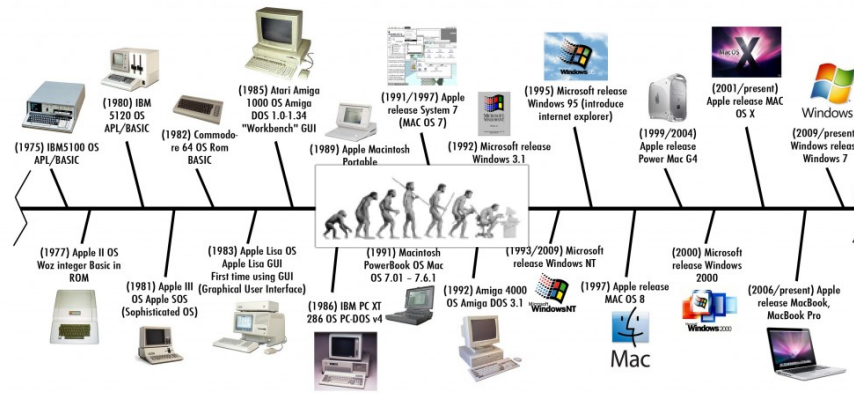 (1975) IBM5100 OS
APL/BASIC
(1980) IBM
5120 OS
APL/BASIC
(1982) Commodo-
re 64 OS Rom
BASIC
(1985) Atari Amiga
1000 OS Amiga
DOS 1.0-1.34
"Workbench" GUI
(1989) Apple Macintosh
Portable
(1991/1997) Apple
release System 7
(MAC OS 7)
(1992) Microsoft release
Windows 3.1
(1995) Microsoft release
Windows 95 (introduce
internet explorer)
(1999/2004)
Apple release
Power Mac G4
Mac OS X
(2001/present)
Apple release MAC
OS X
Windows
(2009/present
Windows releas
Windows 7
(1977) Apple II OS
Woz integer Basic in
ROM
(1981) Apple III
OS Apple SOS
(Sophisticated OS)
(1983) Apple Lisa OS
Apple Lisa GUI
First time using GUI
(Graphical User Interface)
(1986) IBM PC XT
286 OS PC-DOS v4
(1991) Macintosh
PowerBook OS Mac
OS 7.01 – 7.6.1
(1992) Amiga 4000
OS Amiga DOS 3.1
(1993/2009) Microsoft
release Windows NT
WindowsNT
(1997) Apple release
MAC OS 8
Mac
(2000) Microsoft
release Windows
2000
Windows 2000
(2006/present) Apple
release MacBook,
MacBook Pro